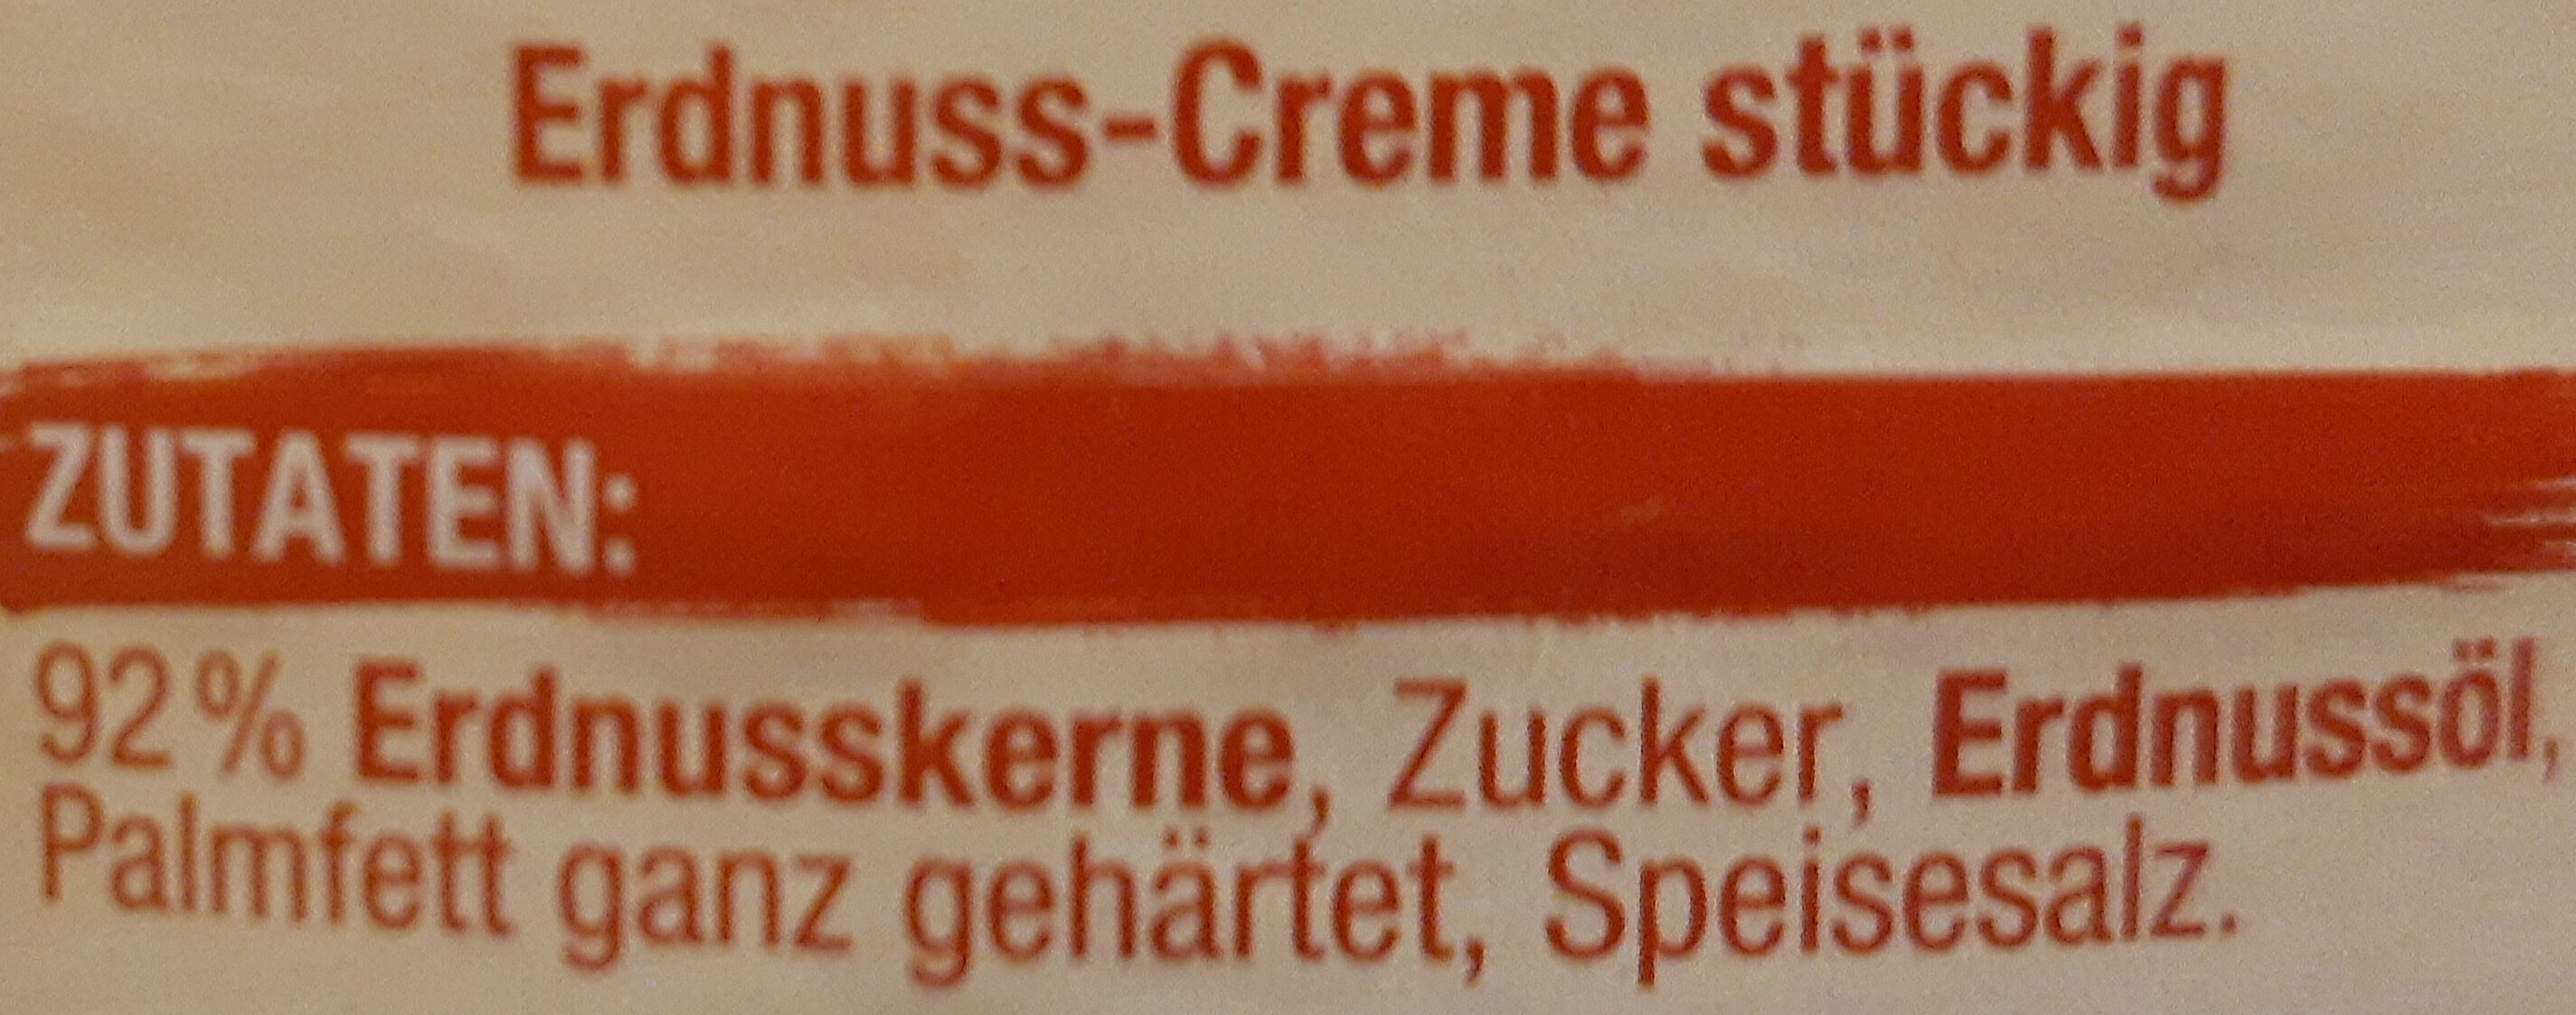 Erdnuss-Creme stückig
ZUTATEN:
92% Erdnusskerne, Zucker, Erdnussöl,
Palmfett ganz gehärtet, Speisesalz.